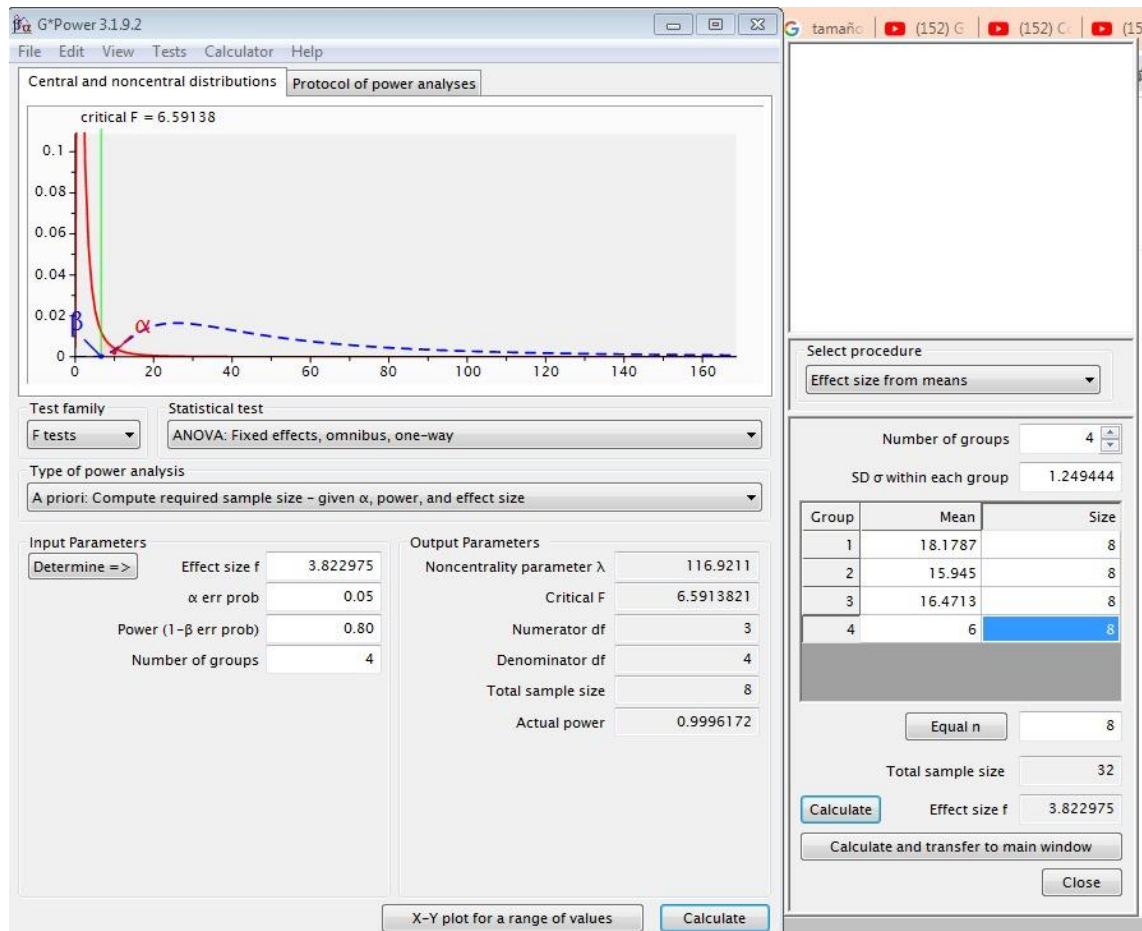 G*Power 3.1.9.2
File Edit View Tests Calculator Help
Central and noncentral distributions
Protocol of power analyses
critical F = 6.59138
0.1
0.08
0.06
0.04
0.02
0
β
α
0 20 40 60 80 100 120 140 160
Test family
Statistical test
F tests
ANOVA: Fixed effects, omnibus, one-way
Type of power analysis
A priori: Compute required sample size - given α, power, and effect size
Input Parameters
Determine =>
Effect size f 3.822975
α err prob 0.05
Power (1-β err prob) 0.80
Number of groups 4
Output Parameters
Noncentrality parameter λ 116.9211
Critical F 6.5913821
Numerator df 3
Denominator df 4
Total sample size 8
Actual power 0.9996172
X-Y plot for a range of values
Calculate
G tamaño
(152) G
(152) Co
(15
Select procedure
Effect size from means
Number of groups 4
SD σ within each group 1.249444
Group Mean Size
1 18.1787 8
2 15.945 8
3 16.4713 8
4 6 8
Equal n 8
Total sample size 32
Calculate Effect size f 3.822975
Calculate and transfer to main window
Close